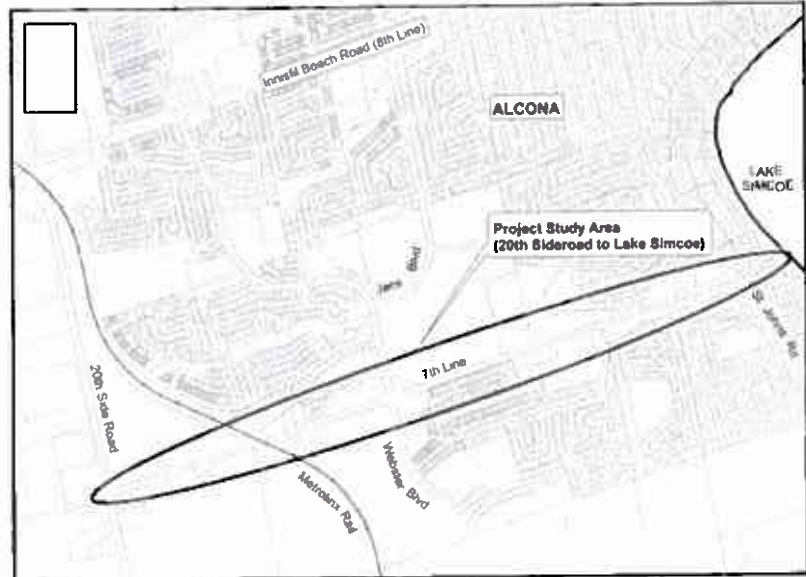 Innisfil Beach Road (8th Line)
ALCONA
LAKE
SIMCOE
Project Study Area
(20th Sideroad to Lake Simcoe)
Jans
Blvd
St. Johns Rd
7th Line
20th Side Road
Webster Blvd
Metrolinx Rail